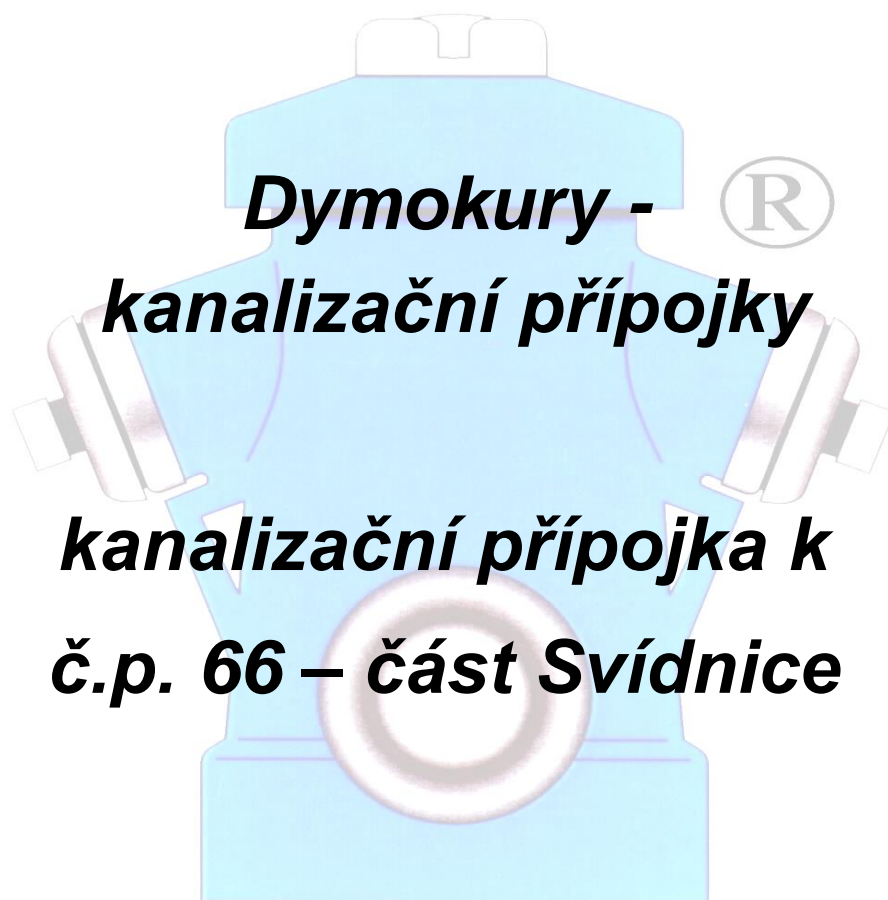 Dymokury -
®
kanalizační přípojky
kanalizační přípojka k
č.p. 66 – část Svídnice